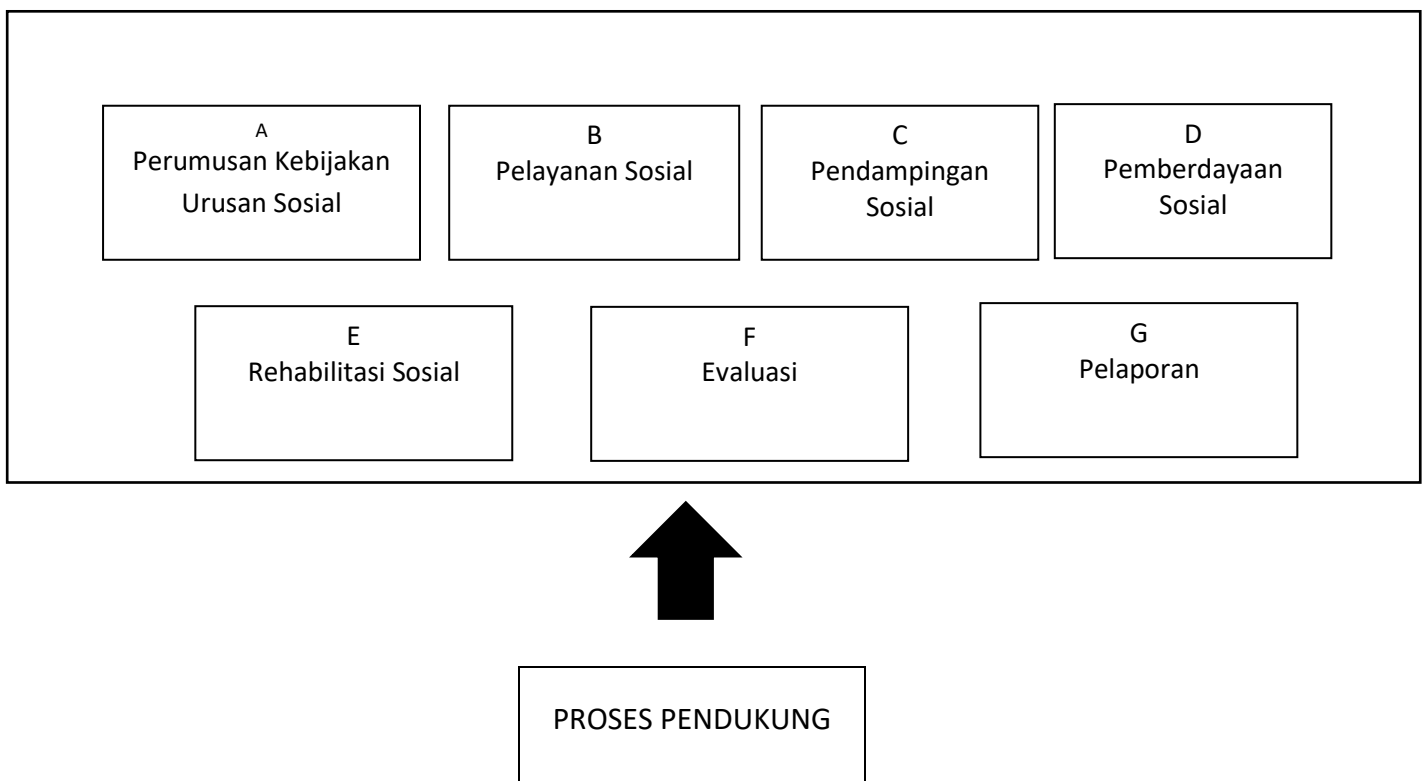 A
Perumusan Kebijakan
Urusan Sosial
B
Pelayanan Sosial
C
Pendampingan
Sosial
D
Pemberdayaan
Sosial
E
Rehabilitasi Sosial
F
Evaluasi
G
Pelaporan
PROSES PENDUKUNG